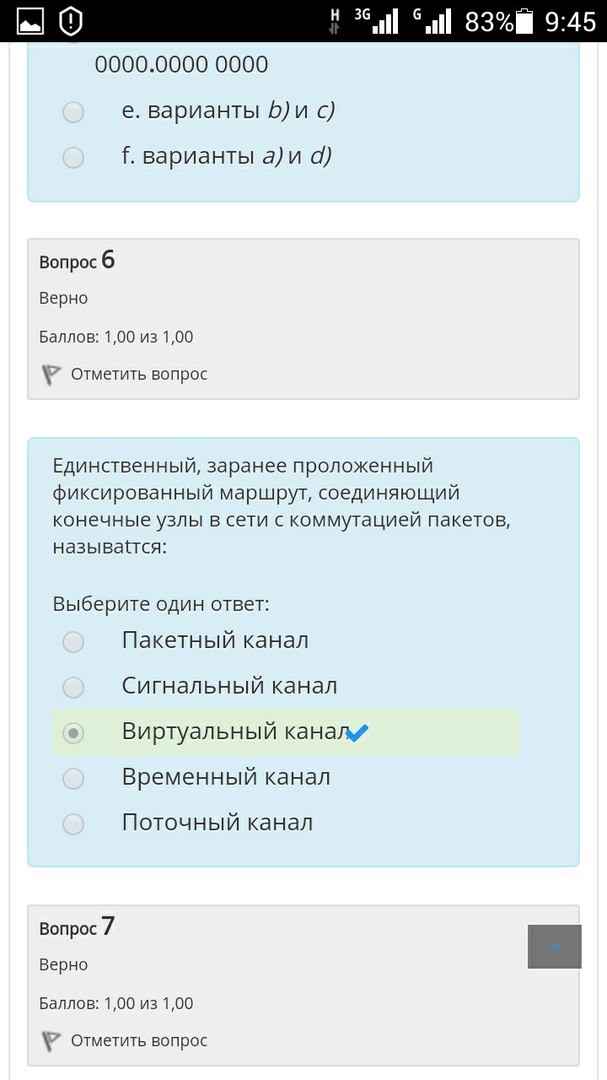 H 3G G 83% 9:45
0000.0000 0000
e. варианты b) и c)
f. варианты a) и d)
Вопрос 6
Верно
Баллов: 1,00 из 1,00
Отметить вопрос
Единственный, заранее проложенный
фиксированный маршрут, соединяющий
конечные узлы в сети с коммутацией пакетов,
называtтся:
Выберите один ответ:
Пакетный канал
Сигнальный канал
Виртуальный канал
Временный канал
Поточный канал
Вопрос 7
Верно
Баллов: 1,00 из 1,00
Отметить вопрос